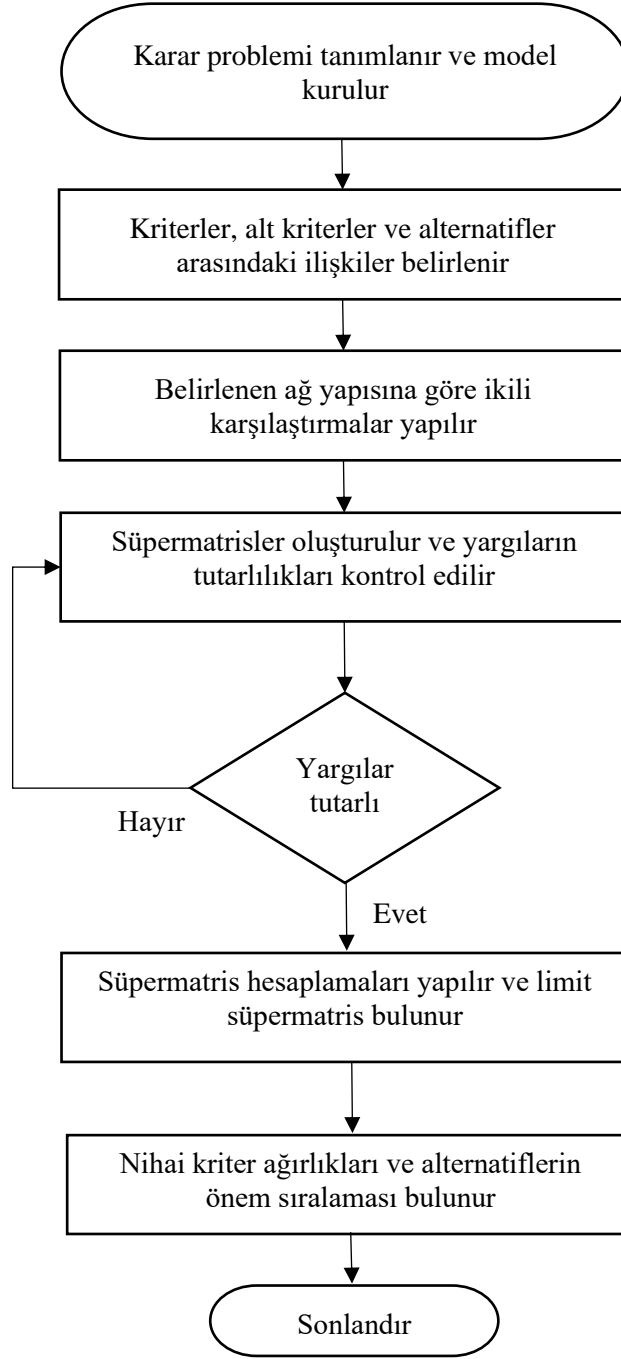 Karar problemi tanımlanır ve model
kurulur
Kriterler, alt kriterler ve alternatifler
arasındaki ilişkiler belirlenir
Belirlenen ağ yapısına göre ikili
karşılaştırmalar yapılır
Süpermatrisler oluşturulur ve yargıların
tutarlılıkları kontrol edilir
Yargılar
tutarlı
Hayır
Evet
Süpermatris hesaplamaları yapılır ve limit
süpermatris bulunur
Nihai kriter ağırlıkları ve alternatiflerin
önem sıralaması bulunur
Sonlandır